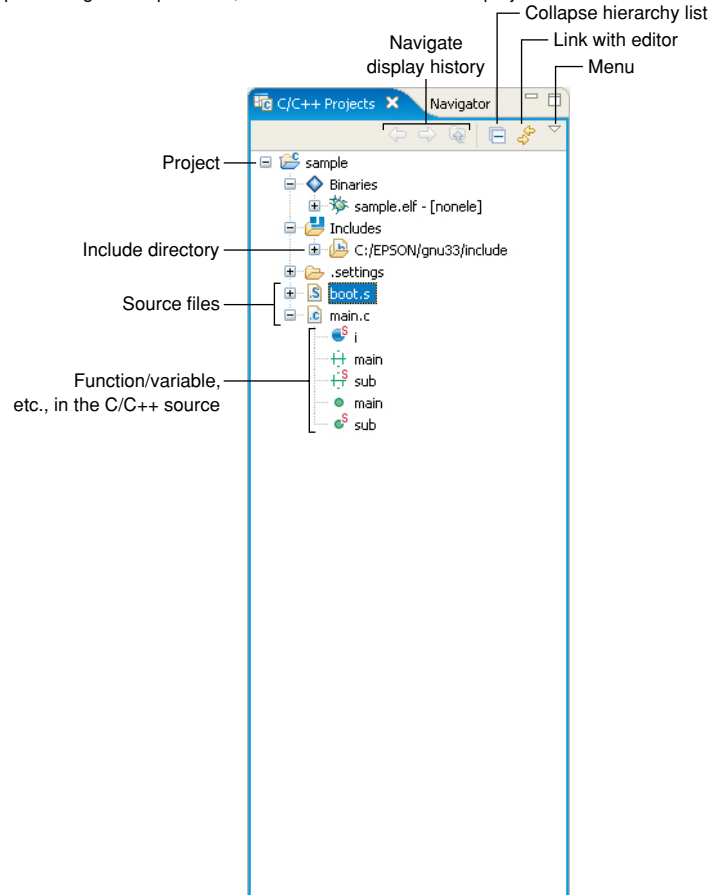 Collapse hierarchy list
Navigate
display history
Link with editor
Menu
C/C++ Projects
Navigator
Project
sample
Binaries
sample.elf - [nonele]
Includes
Include directory
C:/EPSON/gnu33/include
.settings
Source files
boot.s
main.c
i
main
Function/variable,
etc., in the C/C++ source
sub
main
sub